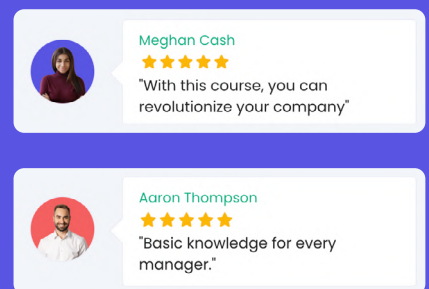 Meghan Cash
"With this course, you can
revolutionize your company"
Aaron Thompson
"Basic knowledge for every
manager."